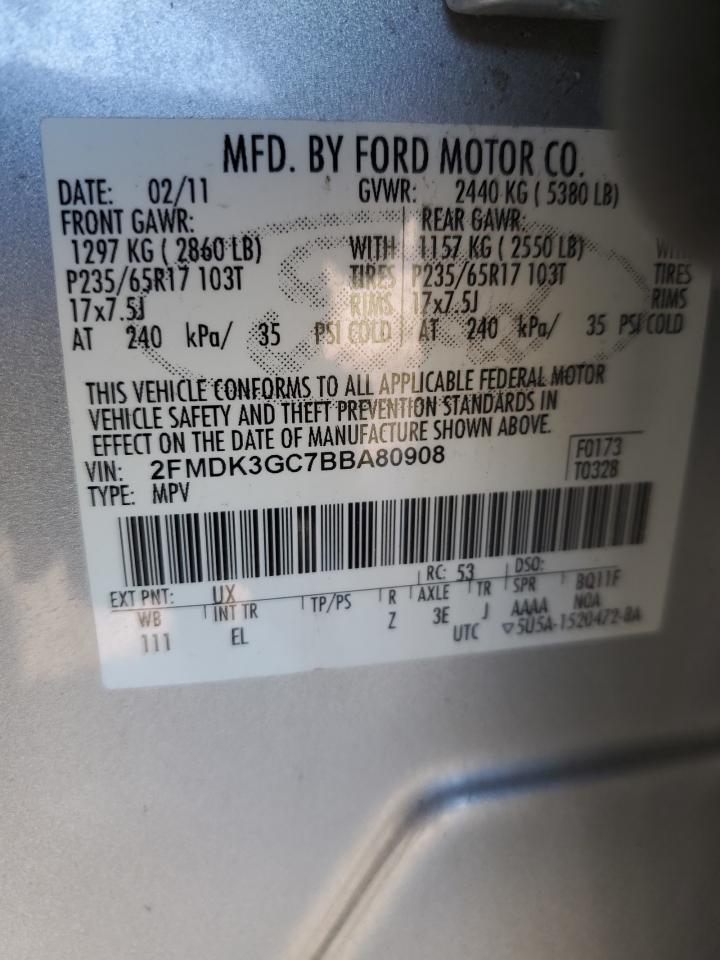 MFD. BY FORD MOTOR CO.
DATE: 02/11 GVWR: 2440 KG ( 5380 LB)
FRONT GAWR: REAR GAWR:
1297 KG ( 2860 LB) WITH 1157 KG ( 2550 LB) WITH
P235/65R17 103T TIRES P235/65R17 103T TIRES
17x7.5J RIMS 17x7.5J RIMS
AT 240 kPa/ 35 PSI COLD AT 240 kPa/ 35 PSI COLD
THIS VEHICLE CONFORMS TO ALL APPLICABLE FEDERAL MOTOR
VEHICLE SAFETY AND THEFT PREVENTION STANDARDS IN
EFFECT ON THE DATE OF MANUFACTURE SHOWN ABOVE.
VIN: 2FMDK3GC7BBA80908 F0173
TYPE: MPV T0328
EXT PNT: UX RC: 53 DSO:
WB INT TR TP/PS R AXLE TR SPR BQ11F
111 EL Z 3E J AAAA NOA
UTC ▽5U5A-1520472-BA